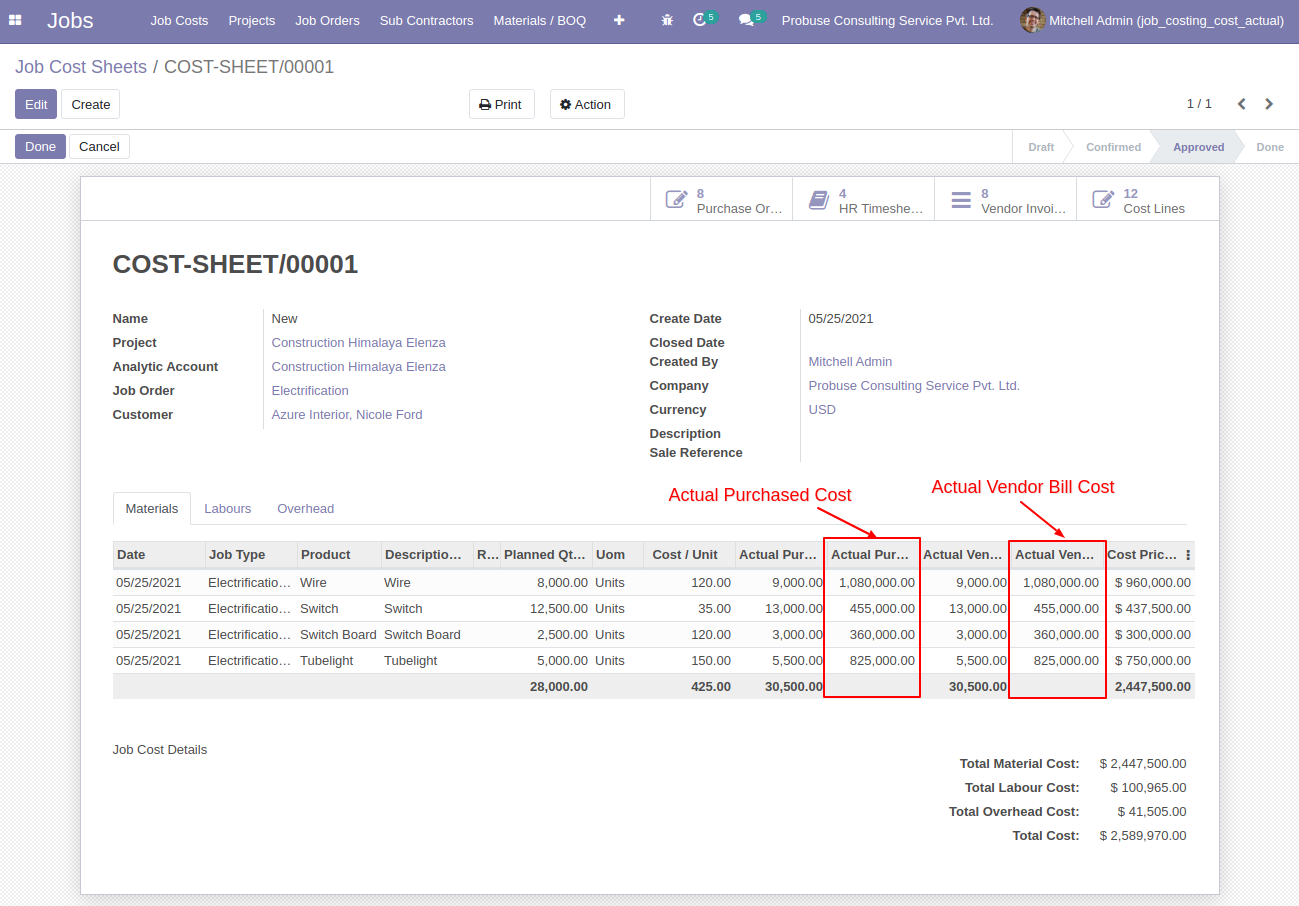 Jobs Job Costs Projects Job Orders Sub Contractors Materials / BOQ 5 5 Probuse Consulting Service Pvt. Ltd. Mitchell Admin (job_costing_cost_actual)
Job Cost Sheets / COST-SHEET/00001
Edit Create Print Action 1 / 1
Done Cancel Draft Confirmed Approved Done
8 Purchase Or… 4 HR Timeshe… 8 Vendor Invoi… 12 Cost Lines
COST-SHEET/00001
Name New
Project Construction Himalaya Elenza
Analytic Account Construction Himalaya Elenza
Job Order Electrification
Customer Azure Interior, Nicole Ford
Create Date 05/25/2021
Closed Date
Created By Mitchell Admin
Company Probuse Consulting Service Pvt. Ltd.
Currency USD
Description
Sale Reference
Actual Purchased Cost Actual Vendor Bill Cost
Materials Labours Overhead
Date Job Type Product Descriptio… R… Planned Qt… Uom Cost / Unit Actual Pur… Actual Pur… Actual Ven… Actual Ven… Cost Pric…
05/25/2021 Electrificatio… Wire Wire 8,000.00 Units 120.00 9,000.00 1,080,000.00 9,000.00 1,080,000.00 $ 960,000.00
05/25/2021 Electrificatio… Switch Switch 12,500.00 Units 35.00 13,000.00 455,000.00 13,000.00 455,000.00 $ 437,500.00
05/25/2021 Electrificatio… Switch Board Switch Board 2,500.00 Units 120.00 3,000.00 360,000.00 3,000.00 360,000.00 $ 300,000.00
05/25/2021 Electrificatio… Tubelight Tubelight 5,000.00 Units 150.00 5,500.00 825,000.00 5,500.00 825,000.00 $ 750,000.00
28,000.00 425.00 30,500.00 30,500.00 2,447,500.00
Job Cost Details
Total Material Cost: $ 2,447,500.00
Total Labour Cost: $ 100,965.00
Total Overhead Cost: $ 41,505.00
Total Cost: $ 2,589,970.00